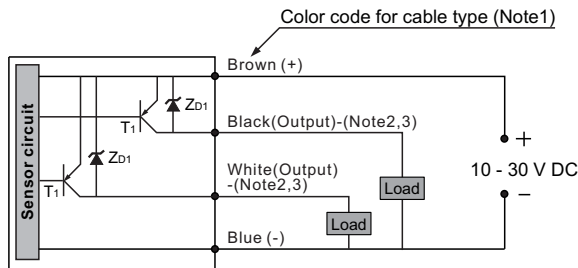 Color code for cable type (Note1)
Brown (+)
ZD1
T1
Black(Output)-(Note2,3)
+
ZD1
White(Output)
-(Note2,3)
10 - 30 V DC
T1
Load
−
Load
Blue (-)
Sensor circuit